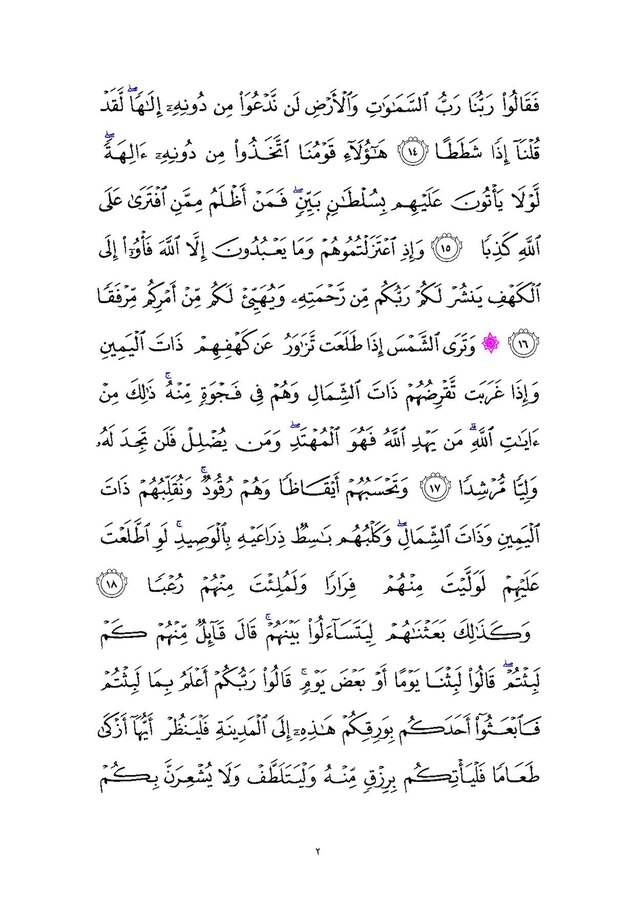 فَقَالُوا۟ رَبُّنَا رَبُّ ٱلسَّمَٰوَٰتِ وَٱلْأَرْضِ لَن نَّدْعُوَا۟ مِن دُونِهِۦٓ إِلَٰهًاۖ لَّقَدْ
قُلْنَآ إِذًا شَطَطًا ﴿١٤﴾ هَٰٓؤُلَآءِ قَوْمُنَا ٱتَّخَذُوا۟ مِن دُونِهِۦٓ ءَالِهَةًۖ
لَّوْلَا يَأْتُونَ عَلَيْهِم بِسُلْطَٰنٍۭ بَيِّنٍۖ فَمَنْ أَظْلَمُ مِمَّنِ ٱفْتَرَىٰ عَلَى
ٱللَّهِ كَذِبًا ﴿١٥﴾ وَإِذِ ٱعْتَزَلْتُمُوهُمْ وَمَا يَعْبُدُونَ إِلَّا ٱللَّهَ فَأْوُۥٓا۟ إِلَى
ٱلْكَهْفِ يَنشُرْ لَكُمْ رَبُّكُم مِّن رَّحْمَتِهِۦ وَيُهَيِّئْ لَكُم مِّنْ أَمْرِكُم مِّرْفَقًا
﴿١٦﴾ ۞ وَتَرَى ٱلشَّمْسَ إِذَا طَلَعَت تَّزَٰوَرُ عَن كَهْفِهِمْ ذَاتَ ٱلْيَمِينِ
وَإِذَا غَرَبَت تَّقْرِضُهُمْ ذَاتَ ٱلشِّمَالِ وَهُمْ فِى فَجْوَةٍ مِّنْهُۚ ذَٰلِكَ مِنْ
ءَايَٰتِ ٱللَّهِۗ مَن يَهْدِ ٱللَّهُ فَهُوَ ٱلْمُهْتَدِۖ وَمَن يُضْلِلْ فَلَن تَجِدَ لَهُۥ
وَلِيًّا مُّرْشِدًا ﴿١٧﴾ وَتَحْسَبُهُمْ أَيْقَاظًا وَهُمْ رُقُودٌۚ وَنُقَلِّبُهُمْ ذَاتَ
ٱلْيَمِينِ وَذَاتَ ٱلشِّمَالِۖ وَكَلْبُهُم بَٰسِطٌ ذِرَاعَيْهِ بِٱلْوَصِيدِۚ لَوِ ٱطَّلَعْتَ
عَلَيْهِمْ لَوَلَّيْتَ مِنْهُمْ فِرَارًا وَلَمُلِئْتَ مِنْهُمْ رُعْبًا ﴿١٨﴾
وَكَذَٰلِكَ بَعَثْنَٰهُمْ لِيَتَسَآءَلُوا۟ بَيْنَهُمْۚ قَالَ قَآئِلٌ مِّنْهُمْ كَمْ
لَبِثْتُمْۖ قَالُوا۟ لَبِثْنَا يَوْمًا أَوْ بَعْضَ يَوْمٍۚ قَالُوا۟ رَبُّكُمْ أَعْلَمُ بِمَا لَبِثْتُمْ
فَٱبْعَثُوٓا۟ أَحَدَكُم بِوَرِقِكُمْ هَٰذِهِۦٓ إِلَى ٱلْمَدِينَةِ فَلْيَنظُرْ أَيُّهَآ أَزْكَىٰ
طَعَامًا فَلْيَأْتِكُم بِرِزْقٍ مِّنْهُ وَلْيَتَلَطَّفْ وَلَا يُشْعِرَنَّ بِكُمْ
٢